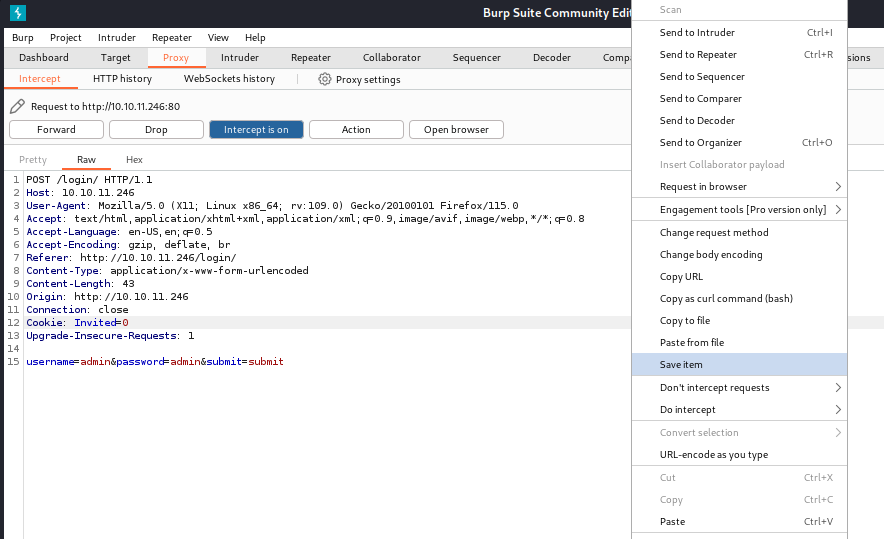 Burp Suite Community Edi
Burp Project Intruder Repeater View Help
Dashboard Target Proxy Intruder Repeater Collaborator Sequencer Decoder Comp sions
Intercept HTTP history WebSockets history Proxy settings
Request to http://10.10.11.246:80
Forward Drop Intercept is on Action Open browser
Pretty Raw Hex
1 POST /login/ HTTP/1.1
2 Host: 10.10.11.246
3 User-Agent: Mozilla/5.0 (X11; Linux x86_64; rv:109.0) Gecko/20100101 Firefox/115.0
4 Accept: text/html,application/xhtml+xml,application/xml;q=0.9,image/avif,image/webp,*/*;q=0.8
5 Accept-Language: en-US,en;q=0.5
6 Accept-Encoding: gzip, deflate, br
7 Referer: http://10.10.11.246/login/
8 Content-Type: application/x-www-form-urlencoded
9 Content-Length: 43
10 Origin: http://10.10.11.246
11 Connection: close
12 Cookie: Invited=0
13 Upgrade-Insecure-Requests: 1
14
15 username=admin&password=admin&submit=submit
Scan
Send to Intruder Ctrl+I
Send to Repeater Ctrl+R
Send to Sequencer
Send to Comparer
Send to Decoder
Send to Organizer Ctrl+O
Insert Collaborator payload
Request in browser
Engagement tools [Pro version only]
Change request method
Change body encoding
Copy URL
Copy as curl command (bash)
Copy to file
Paste from file
Save item
Don't intercept requests
Do intercept
Convert selection
URL-encode as you type
Cut Ctrl+X
Copy Ctrl+C
Paste Ctrl+V